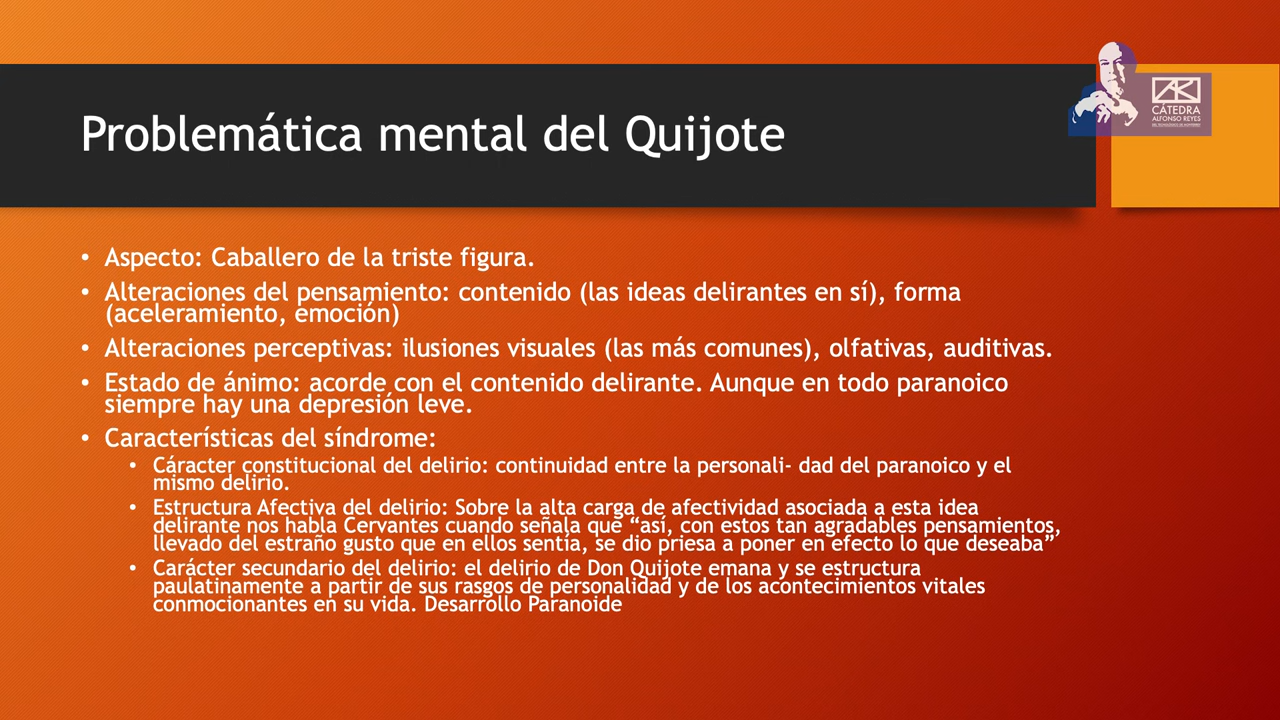 Problemática mental del Quijote
CÁTEDRA
ALFONSO REYES
DEL TECNOLÓGICO DE MONTERREY
• Aspecto: Caballero de la triste figura.
• Alteraciones del pensamiento: contenido (las ideas delirantes en sí), forma
(aceleramiento, emoción)
• Alteraciones perceptivas: ilusiones visuales (las más comunes), olfativas, auditivas.
• Estado de ánimo: acorde con el contenido delirante. Aunque en todo paranoico
siempre hay una depresión leve.
• Características del síndrome:
• Cáracter constitucional del delirio: continuidad entre la personali- dad del paranoico y el
mismo delirio.
• Estructura Afectiva del delirio: Sobre la alta carga de afectividad asociada a esta idea
delirante nos habla Cervantes cuando señala que “así, con estos tan agradables pensamientos,
llevado del estraño gusto que en ellos sentía, se dio priesa a poner en efecto lo que deseaba”
• Carácter secundario del delirio: el delirio de Don Quijote emana y se estructura
paulatinamente a partir de sus rasgos de personalidad y de los acontecimientos vitales
conmocionantes en su vida. Desarrollo Paranoide